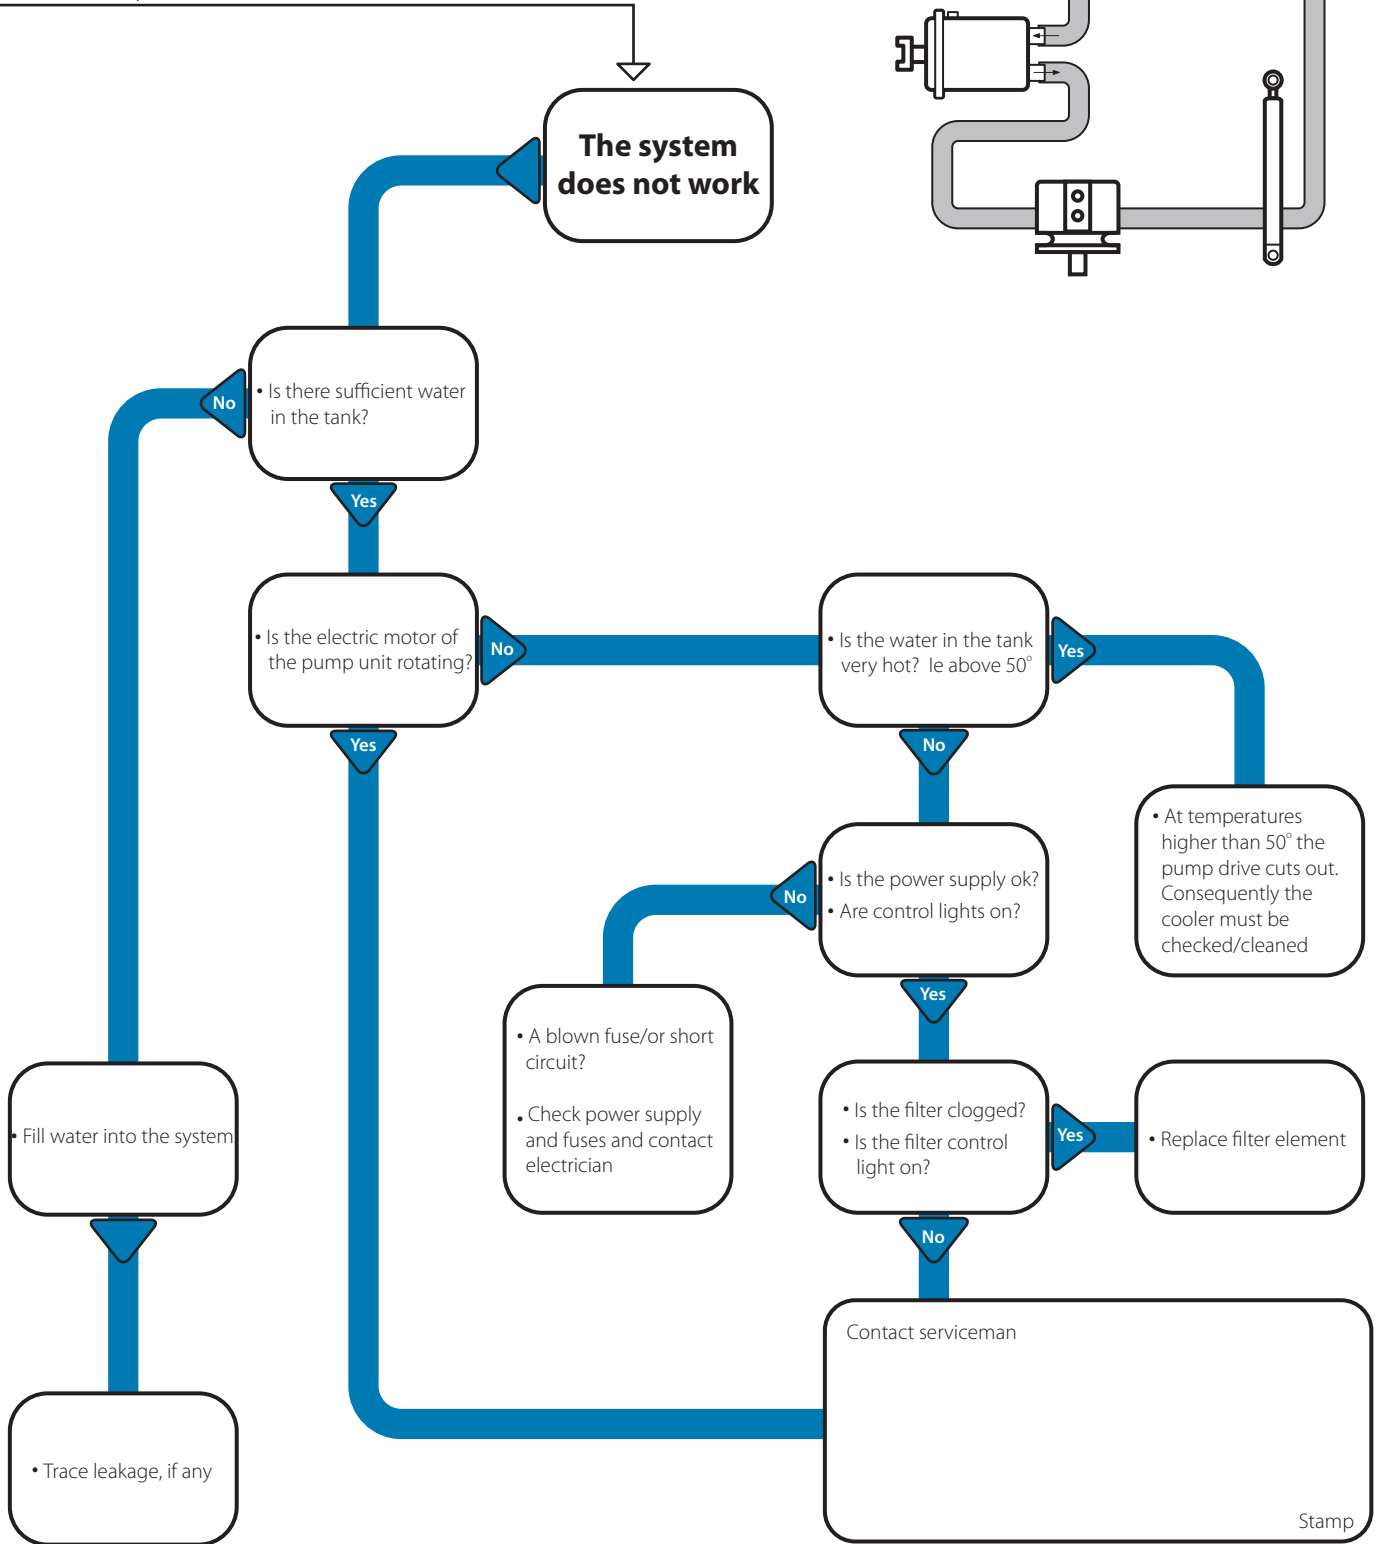 The system
does not work
• Is there sufficient water
in the tank?
No
Yes
• Is the electric motor of
the pump unit rotating?
No
• Is the water in the tank
very hot? Ie above 50°
Yes
Yes
No
• At temperatures
higher than 50° the
pump drive cuts out.
Consequently the
cooler must be
checked/cleaned
• Is the power supply ok?
• Are control lights on?
No
Yes
• A blown fuse/or short
circuit?
• Check power supply
and fuses and contact
electrician
• Fill water into the system
• Is the filter clogged?
• Is the filter control
light on?
Yes
• Replace filter element
No
Contact serviceman
• Trace leakage, if any
Stamp